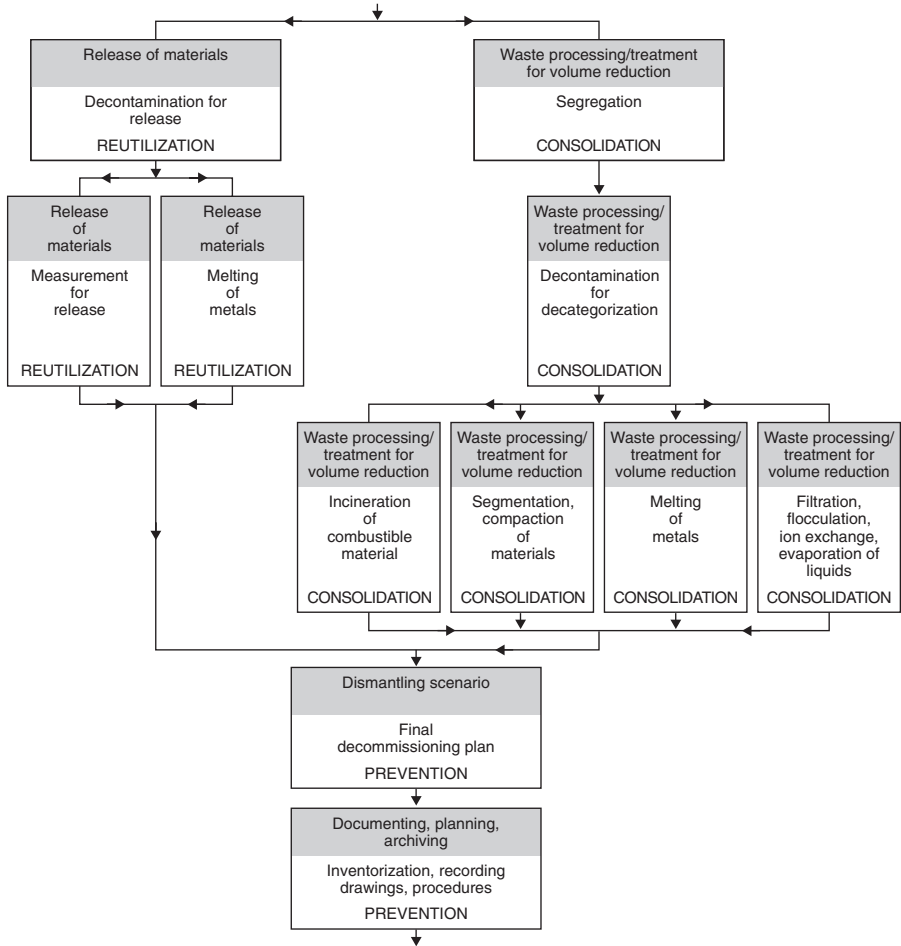 Release of materials
Decontamination for
release
REUTILIZATION
Waste processing/treatment
for volume reduction
Segregation
CONSOLIDATION
Release
of
materials
Measurement
for
release
REUTILIZATION
Release
of
materials
Melting
of
metals
REUTILIZATION
Waste processing/
treatment for
volume reduction
Decontamination
for
decategorization
CONSOLIDATION
Waste processing/
treatment for
volume reduction
Incineration
of
combustible
material
CONSOLIDATION
Waste processing/
treatment for
volume reduction
Segmentation,
compaction
of
materials
CONSOLIDATION
Waste processing/
treatment for
volume reduction
Melting
of
metals
CONSOLIDATION
Waste processing/
treatment for
volume reduction
Filtration,
flocculation,
ion exchange,
evaporation of
liquids
CONSOLIDATION
Dismantling scenario
Final
decommissioning plan
PREVENTION
Documenting, planning,
archiving
Inventorization, recording
drawings, procedures
PREVENTION